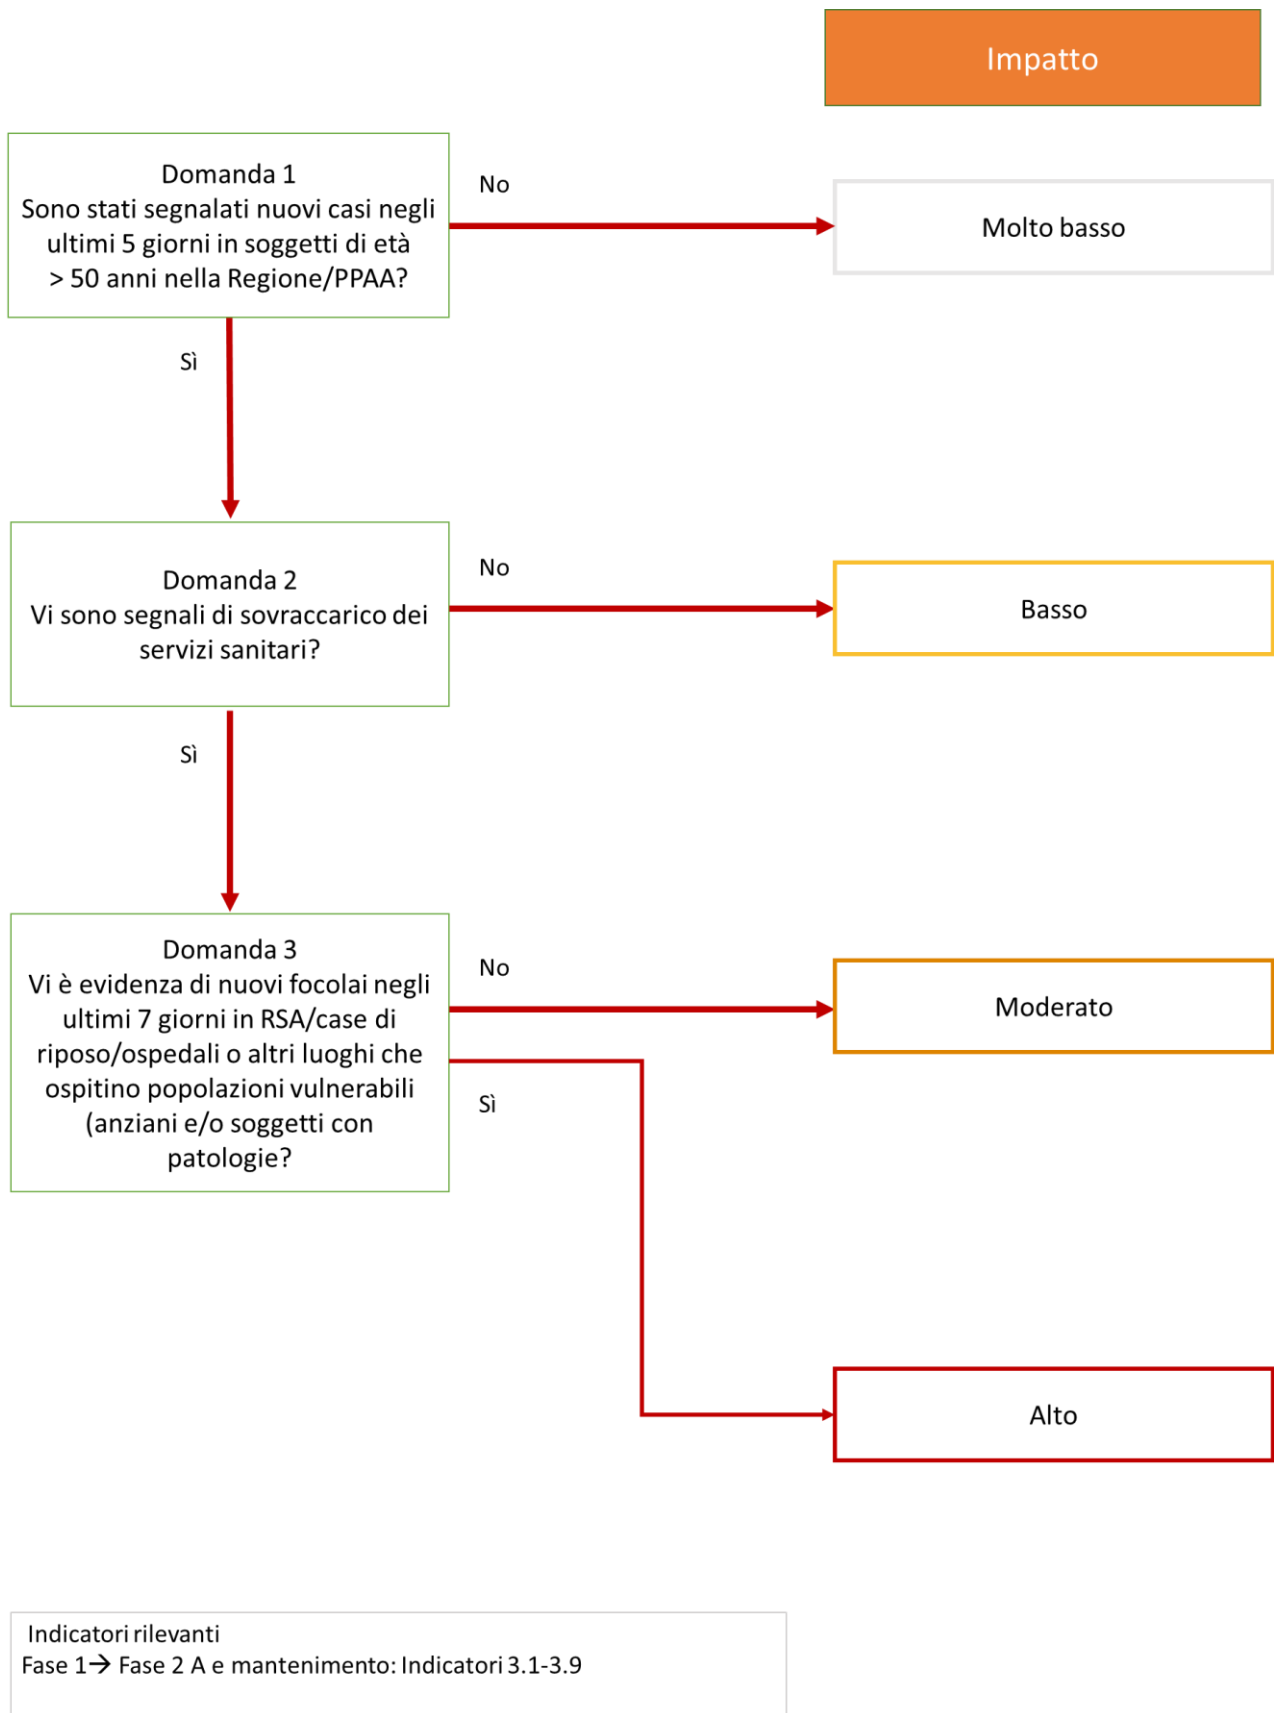 Impatto
Domanda 1
Sono stati segnalati nuovi casi negli
ultimi 5 giorni in soggetti di età
> 50 anni nella Regione/PPAA?
No
Molto basso
Sì
Domanda 2
Vi sono segnali di sovraccarico dei
servizi sanitari?
No
Basso
Sì
Domanda 3
Vi è evidenza di nuovi focolai negli
ultimi 7 giorni in RSA/case di
riposo/ospedali o altri luoghi che
ospitino popolazioni vulnerabili
(anziani e/o soggetti con
patologie?
No
Moderato
Sì
Alto
Indicatori rilevanti
Fase 1→ Fase 2 A e mantenimento: Indicatori 3.1-3.9